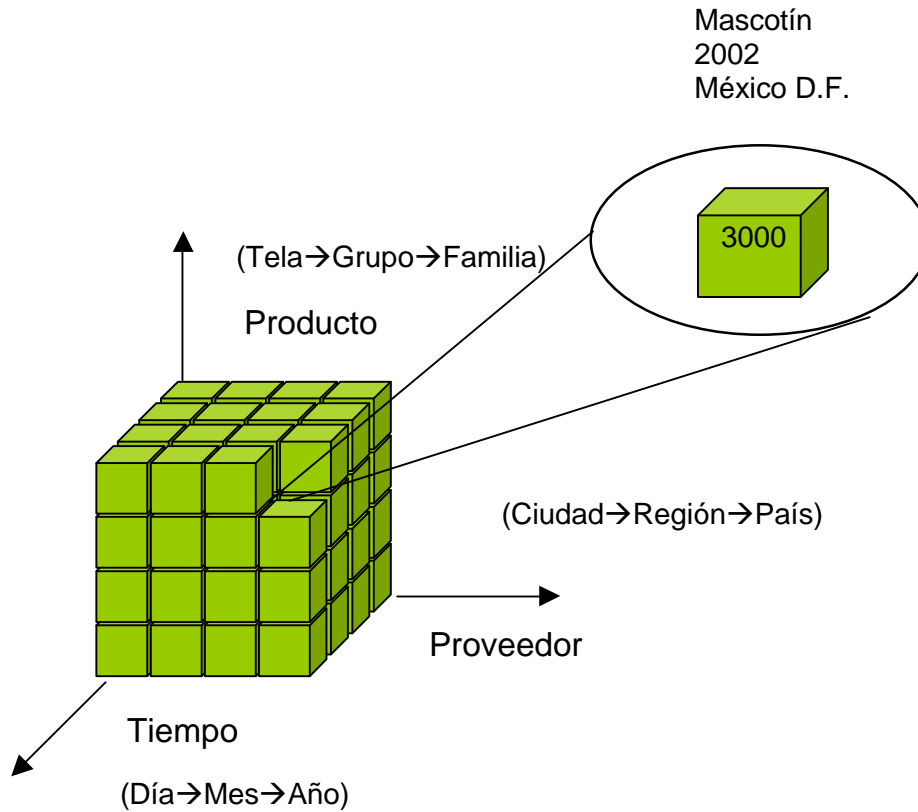 Mascotín
2002
México D.F.
3000
(Tela→Grupo→Familia)
Producto
(Ciudad→Región→País)
Proveedor
Tiempo
(Día→Mes→Año)